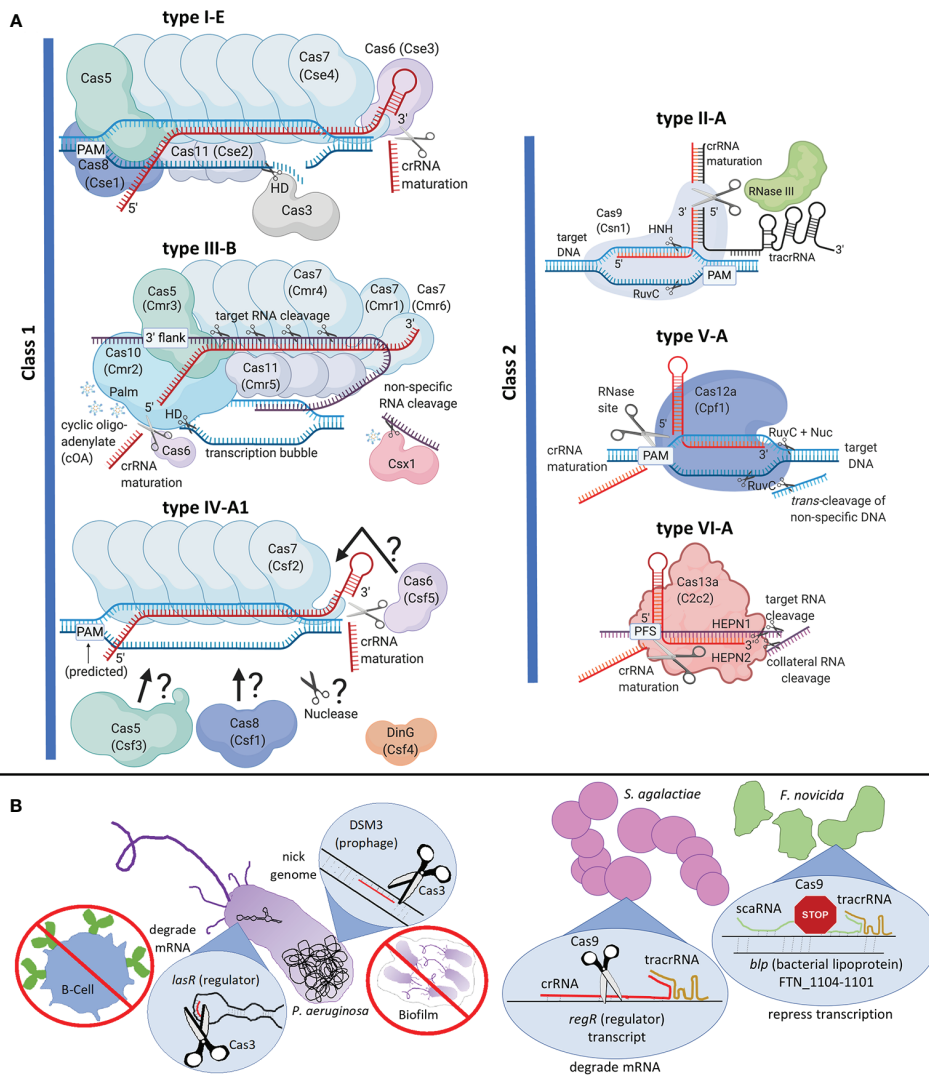 A
Class 1
type I-E
Cas5
Cas7
(Cse4)
Cas6 (Cse3)
3'
PAM
Cas8
(Cse1)
Cas11 (Cse2)
HD
Cas3
crRNA
maturation
5'
type III-B
Cas5
(Cmr3)
Cas7
(Cmr4)
Cas7
(Cmr1)
Cas7
(Cmr6)
target RNA cleavage
3'
3' flank
Cas10
(Cmr2)
Palm
Cas11
(Cmr5)
5'
HD
non-specific
RNA cleavage
cyclic oligo-
adenylate
(cOA)
Cas6
crRNA
maturation
transcription bubble
Csx1
type IV-A1
Cas7
(Csf2)
?
3'
Cas6
(Csf5)
PAM
5'
(predicted)
crRNA
maturation
?
?
?
Nuclease
Cas5
(Csf3)
Cas8
(Csf1)
DinG
(Csf4)
Class 2
type II-A
crRNA
maturation
RNase III
Cas9
(Csn1)
3'
5'
HNH
target
DNA
5'
tracrRNA
3'
PAM
RuvC
type V-A
RNase
site
Cas12a
(Cpf1)
5'
RuvC + Nuc
crRNA
maturation
PAM
3'
target
DNA
RuvC
trans-cleavage of
non-specific DNA
type VI-A
Cas13a
(C2c2)
5'
PFS
HEPN1
3'
HEPN2
target RNA
cleavage
crRNA
maturation
collateral RNA
cleavage
B
DSM3
(prophage)
Cas3
nick
genome
degrade
mRNA
B-Cell
lasR (regulator)
Cas3
P. aeruginosa
Biofilm
S. agalactiae
Cas9
tracrRNA
crRNA
regR (regulator)
transcript
degrade mRNA
F. novicida
Cas9
scaRNA
STOP
tracrRNA
blp (bacterial lipoprotein)
FTN_1104-1101
repress transcription